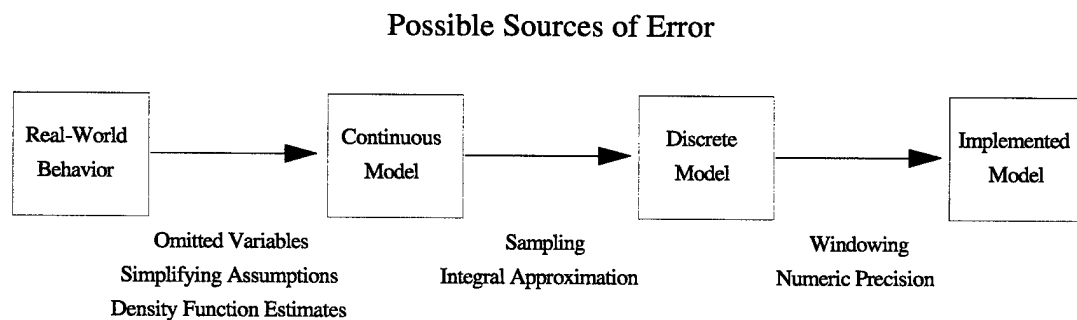 Possible Sources of Error
Real-World
Behavior
Continuous
Model
Discrete
Model
Implemented
Model
Omitted Variables
Simplifying Assumptions
Density Function Estimates
Sampling
Integral Approximation
Windowing
Numeric Precision